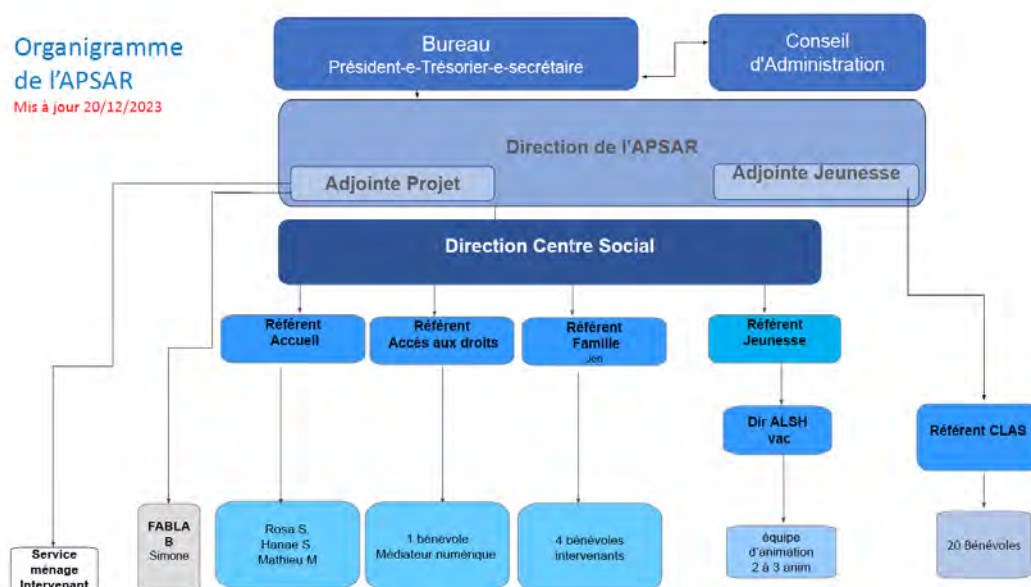 Organigramme
de l'APSAR
Mis à jour 20/12/2023
Bureau
Président-e-Trésorier-e-secrétaire
Conseil
d'Administration
Direction de l'APSAR
Adjointe Projet
Adjointe Jeunesse
Direction Centre Social
Référent
Accueil
Référent
Accès aux droits
Référent
Famille
Jen
Référent
Jeunesse
Dir ALSH
vac
Référent CLAS
Service
ménage
Intervenant
FABLA
B
Simone
Rosa S.
Hanae S.
Mathieu M
1 bénévole
Médiateur numérique
4 bénévoles
intervenants
équipe
d'animation
2 à 3 anim
20 Bénévoles